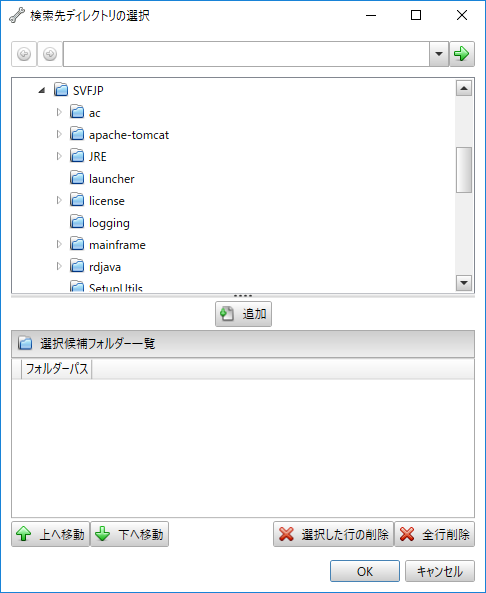 検索先ディレクトリの選択
SVFJP
ac
apache-tomcat
JRE
launcher
license
logging
mainframe
rdjava
SetupUtils
追加
選択候補フォルダー一覧
フォルダーパス
上へ移動 下へ移動 選択した行の削除 全行削除
OK キャンセル